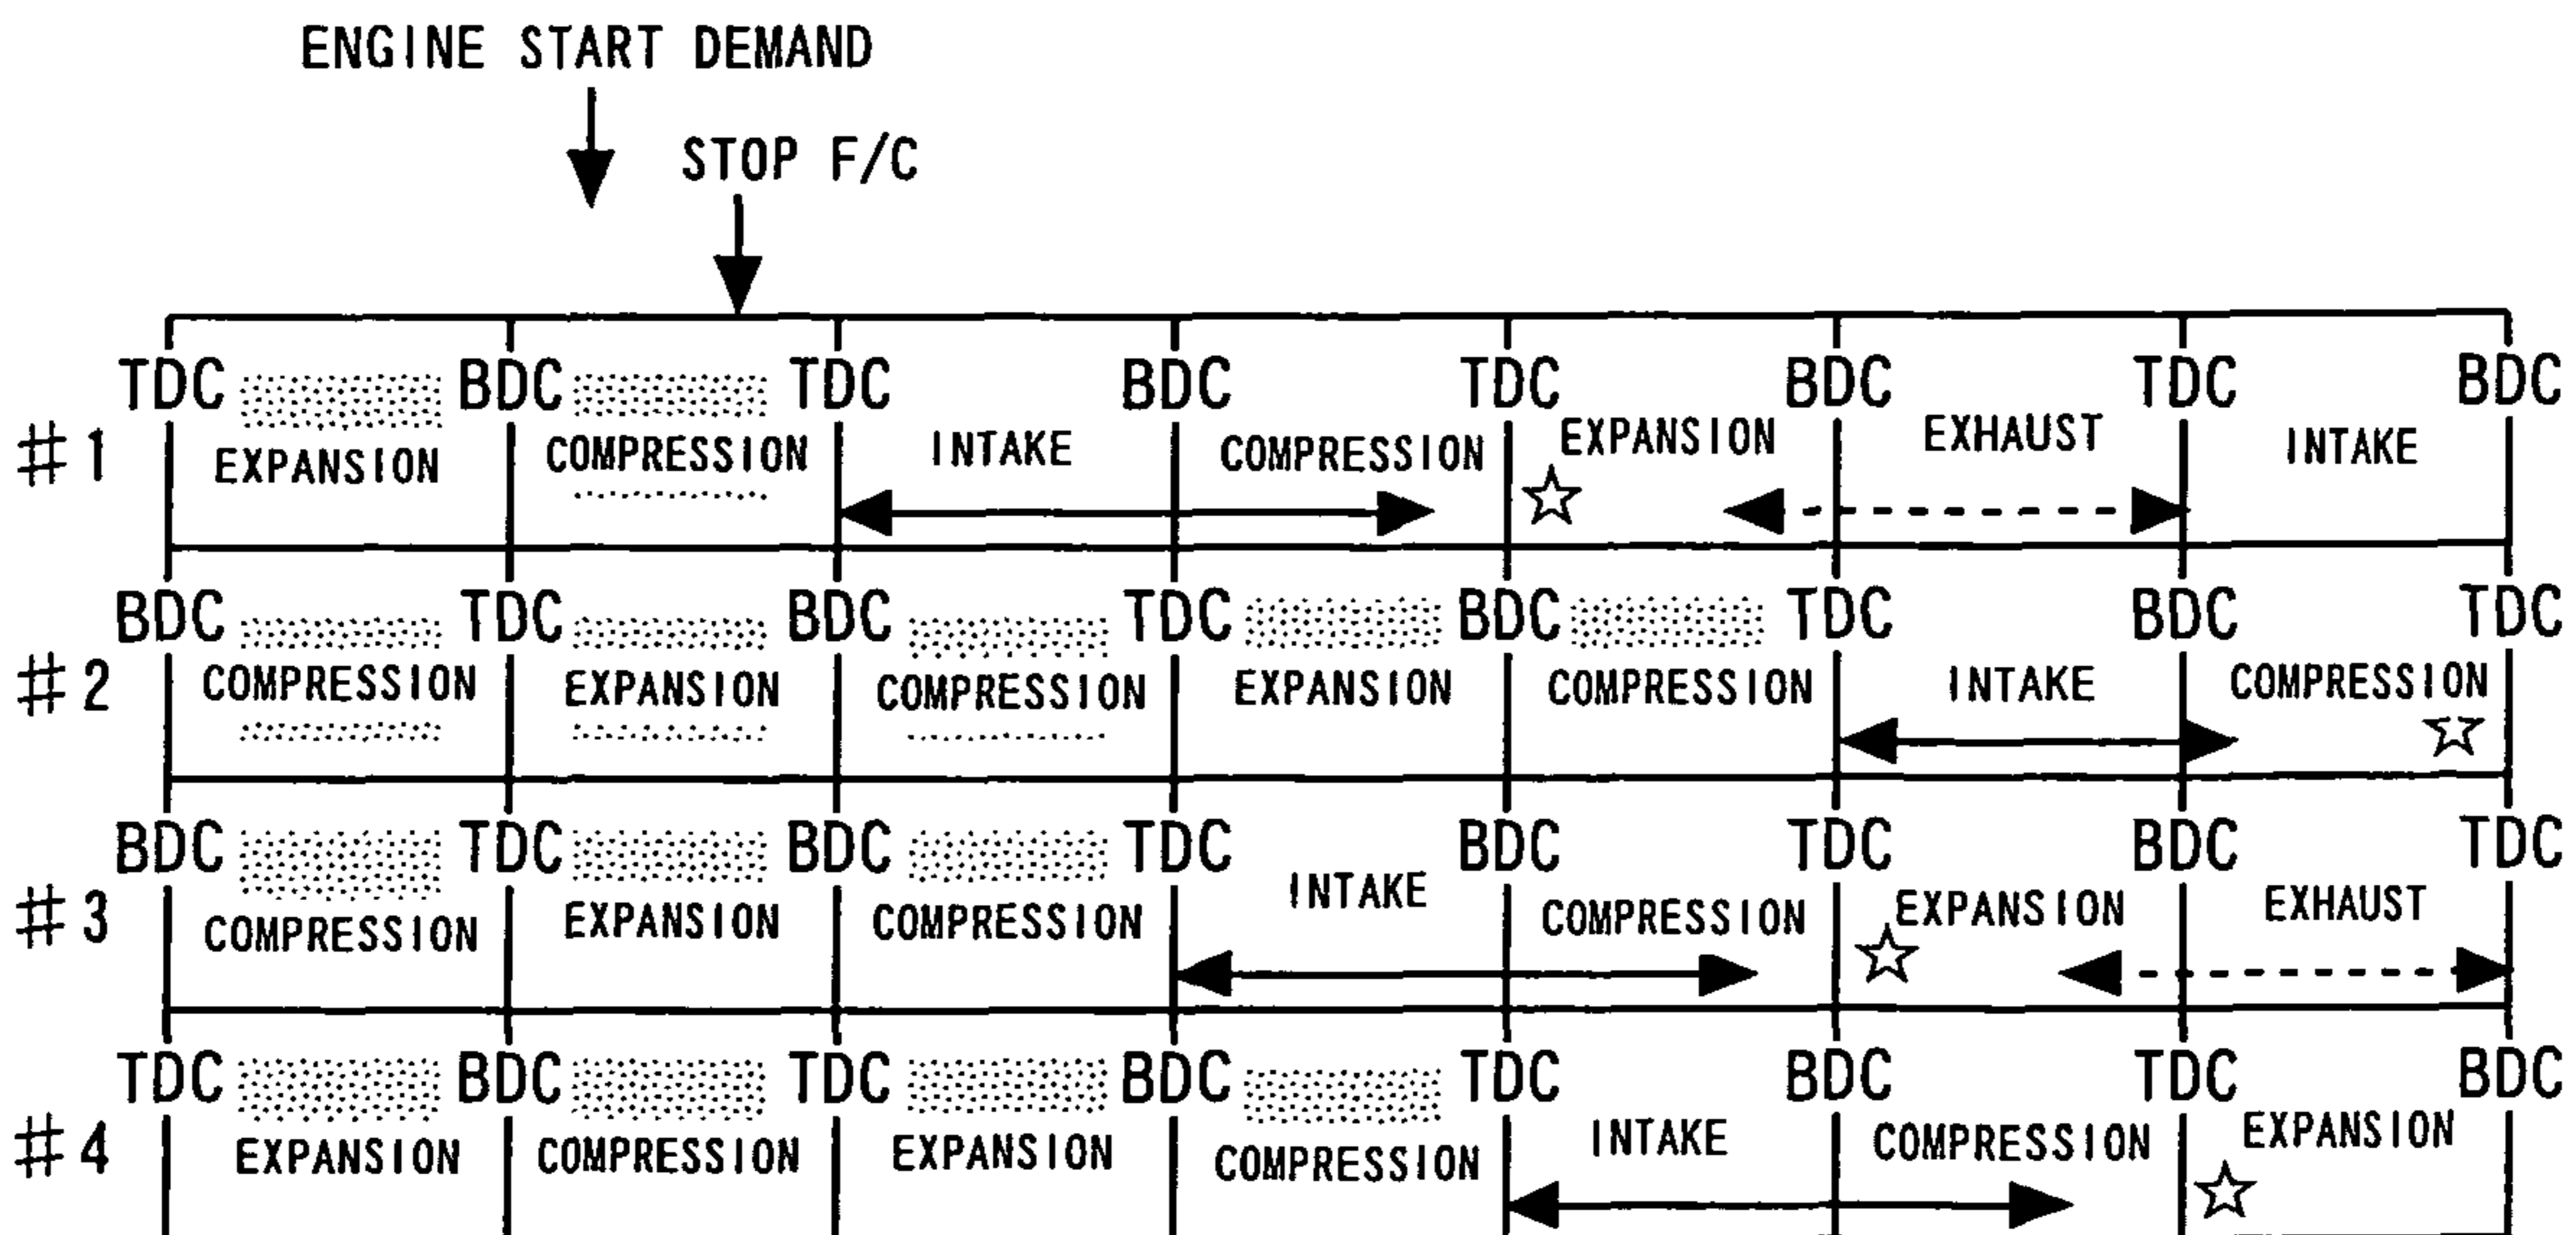 ENGINE START DEMAND
STOP F/C
TDC BDC TDC BDC TDC BDC TDC BDC
#1 EXPANSION COMPRESSION INTAKE COMPRESSION EXPANSION EXHAUST INTAKE
BDC TDC BDC TDC BDC TDC BDC TDC
#2 COMPRESSION EXPANSION COMPRESSION EXPANSION COMPRESSION INTAKE COMPRESSION
BDC TDC BDC TDC BDC TDC BDC TDC
#3 COMPRESSION EXPANSION COMPRESSION INTAKE COMPRESSION EXPANSION EXHAUST
TDC BDC TDC BDC TDC BDC TDC BDC
#4 EXPANSION COMPRESSION EXPANSION COMPRESSION INTAKE COMPRESSION EXPANSION